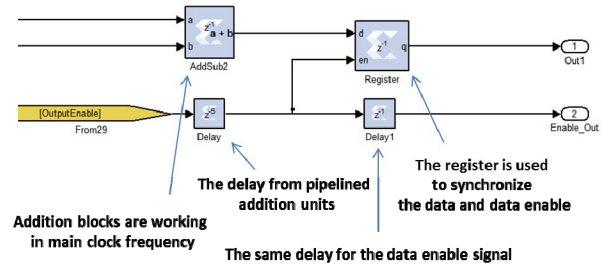 a
b
z⁻¹
a + b
AddSub2
d
en
z⁻¹
q
Register
1
Out1
[OutputEnable]
From29
z⁻⁵
Delay
z⁻¹
Delay1
2
Enable_Out
The delay from pipelined
addition units
The register is used
to synchronize
the data and data enable
Addition blocks are working
in main clock frequency
The same delay for the data enable signal